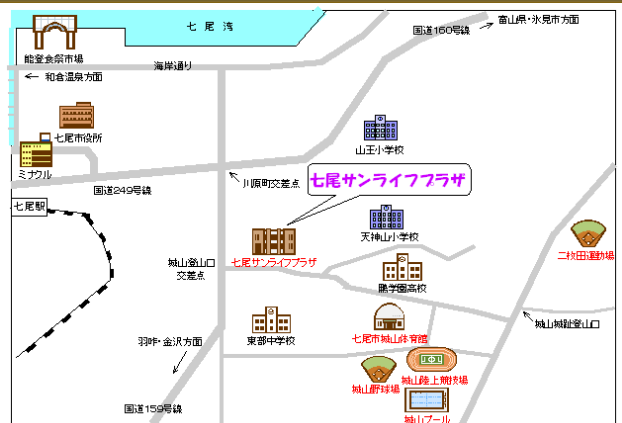 七尾湾
富山県・氷見市方面
国道160号線
能登食祭市場
海岸通り
← 和倉温泉方面
七尾市役所
山王小学校
ミナクル
川原町交差点
七尾サンライフプラザ
国道249号線
七尾駅
天神山小学校
城山登山口
交差点
七尾サンライフプラザ
二枚田運動場
鵬学園高校
城山城趾登山口
東部中学校
七尾市城山体育館
羽咋・金沢方面
城山野球場
城山陸上競技場
国道159号線
城山プール